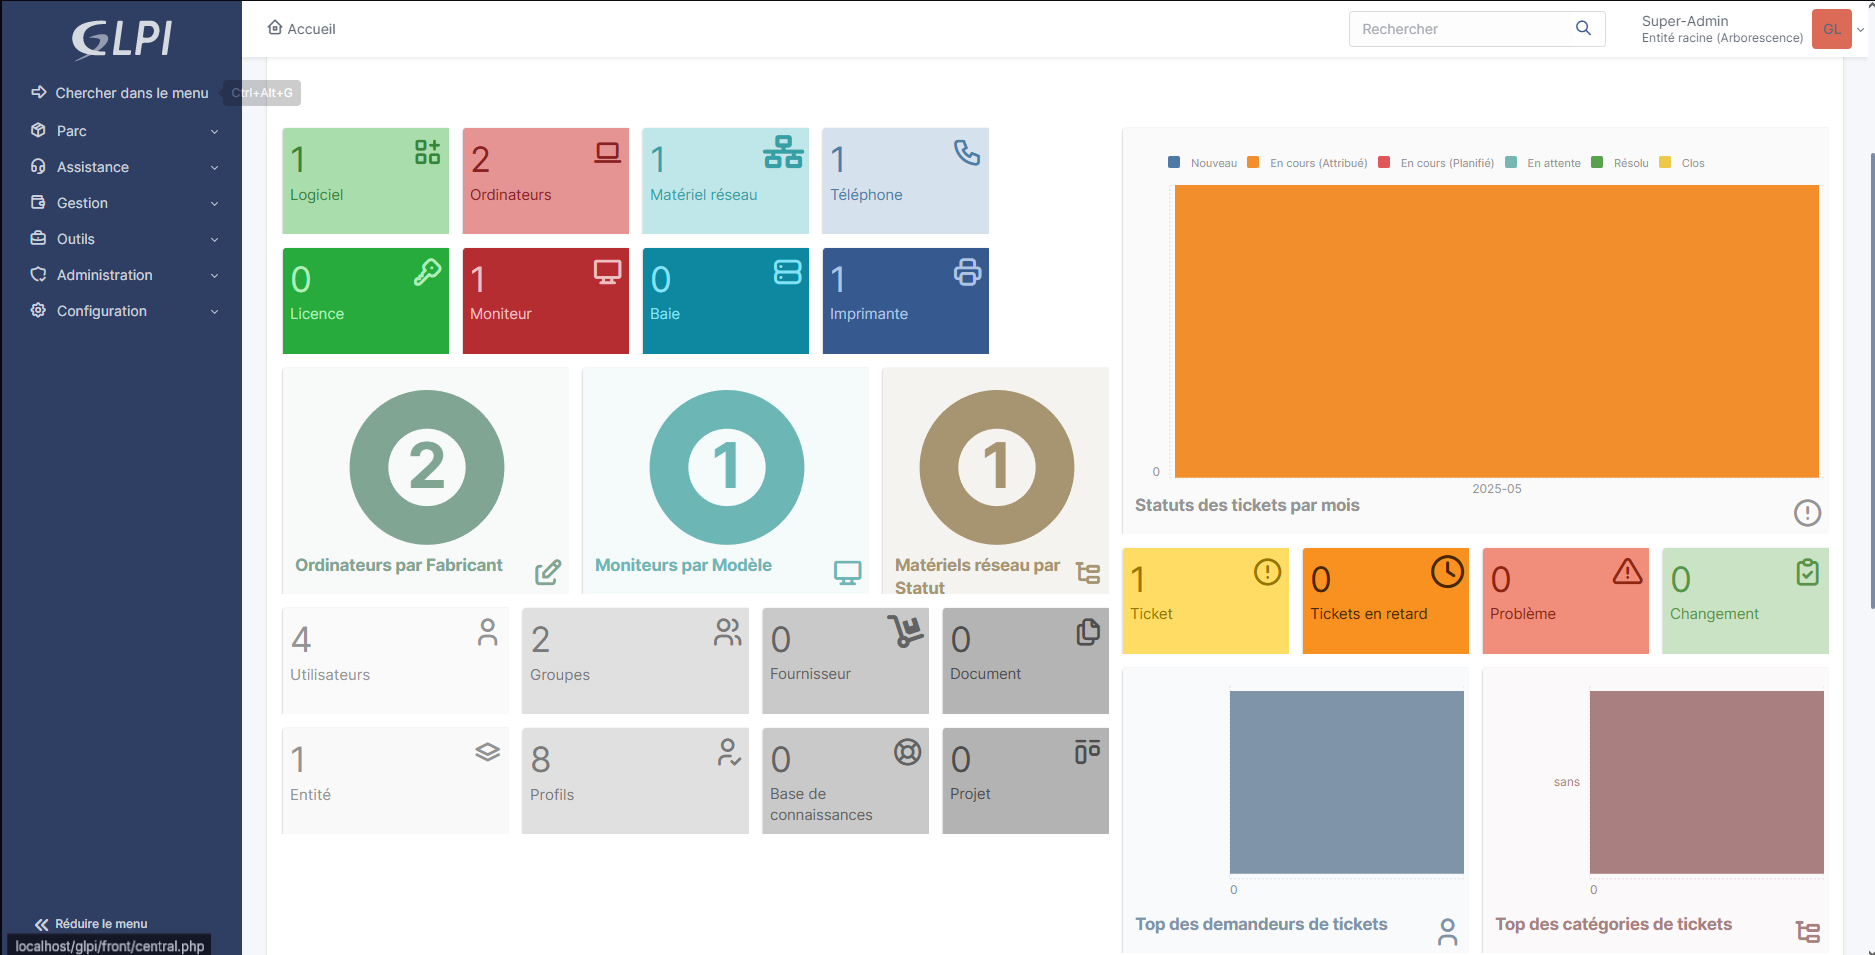 GLPI
Accueil
Rechercher
Super-Admin
Entité racine (Arborescence)
GL
Chercher dans le menu
Ctrl+Alt+G
Parc
Assistance
Gestion
Outils
Administration
Configuration
Réduire le menu
localhost/glpi/front/central.php
1
Logiciel
2
Ordinateurs
1
Matériel réseau
1
Téléphone
0
Licence
1
Moniteur
0
Baie
1
Imprimante
2
Ordinateurs par Fabricant
1
Moniteurs par Modèle
1
Matériels réseau par
Statut
4
Utilisateurs
2
Groupes
0
Fournisseur
0
Document
1
Entité
8
Profils
0
Base de
connaissances
0
Projet
Nouveau En cours (Attribué) En cours (Planifié) En attente Résolu Clos
0
2025-05
Statuts des tickets par mois
1
Ticket
0
Tickets en retard
0
Problème
0
Changement
0
Top des demandeurs de tickets
sans
0
Top des catégories de tickets